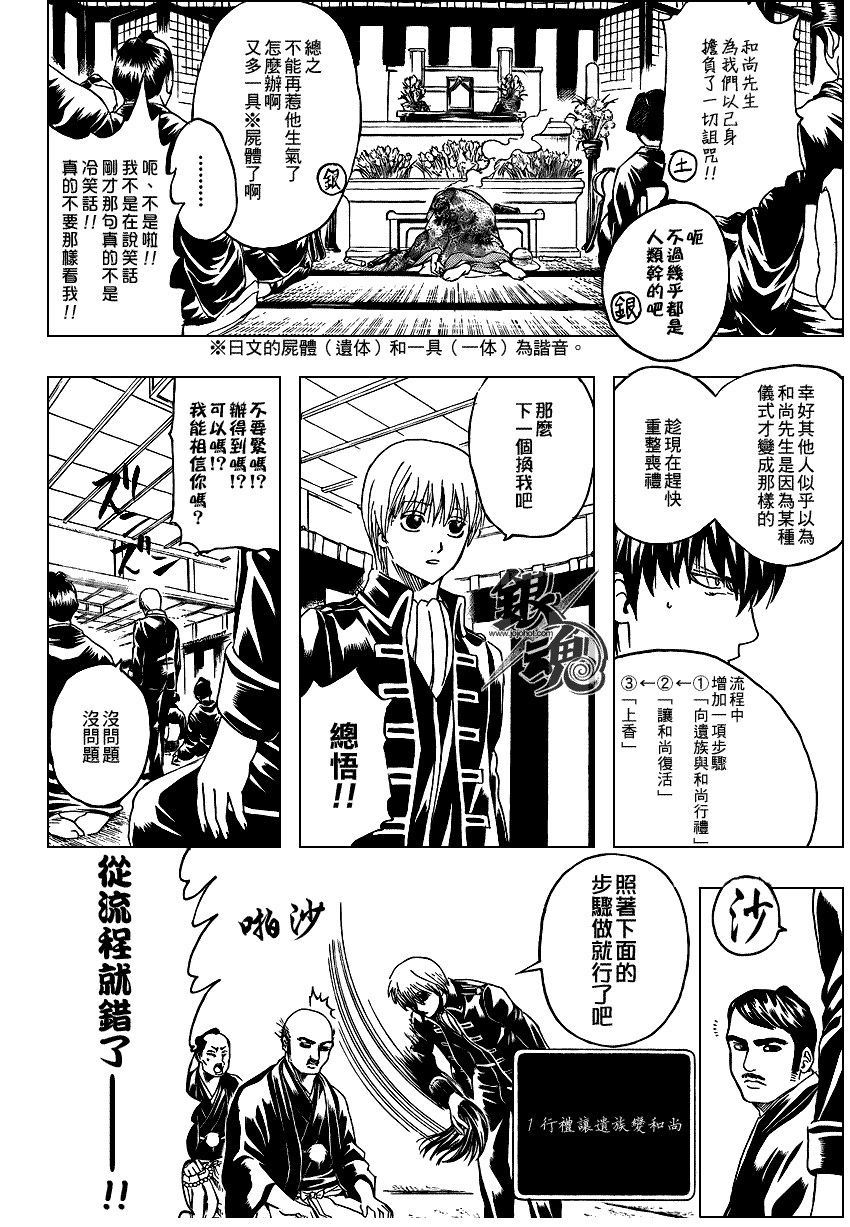 和尚先生
為我們以己身
擔負了一切詛咒!!
土
呃
不過幾乎都是
人類幹的吧
銀
總之
不能再惹他生氣了
怎麼辦啊
又多一具※屍體了啊
銀
………
呃、不是啦!!
我不是在說笑話
剛才那句真的不是
冷笑話!!
真的不要那樣看我!!
※日文的屍體（遺体）和一具（一体）為諧音。
幸好其他人似乎以為
和尚先生是因為某種
儀式才變成那樣的
趁現在趕快
重整喪禮
流程中
增加一項步驟
①「向遺族與和尚行禮」
←②「讓和尚復活」
←③「上香」
那麼
下一個換我吧
總悟!!
銀魂
www.jojohot.com
不要緊嗎!?
辦得到嗎!?
可以嗎!?
我能相信你嗎?
ズン
ズ
沒問題
沒問題
沙
照著下面的
步驟做就行了吧
1 行禮讓遺族變和尚
沙
啪
從流程就錯了——!!